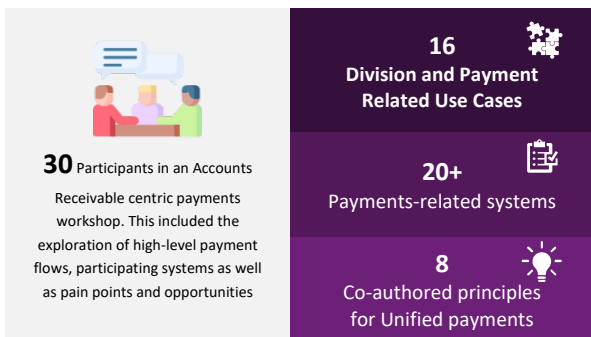 30 Participants in an Accounts
Receivable centric payments
workshop. This included the
exploration of high-level payment
flows, participating systems as well
as pain points and opportunities
16
Division and Payment
Related Use Cases
20+
Payments-related systems
8
Co-authored principles
for Unified payments